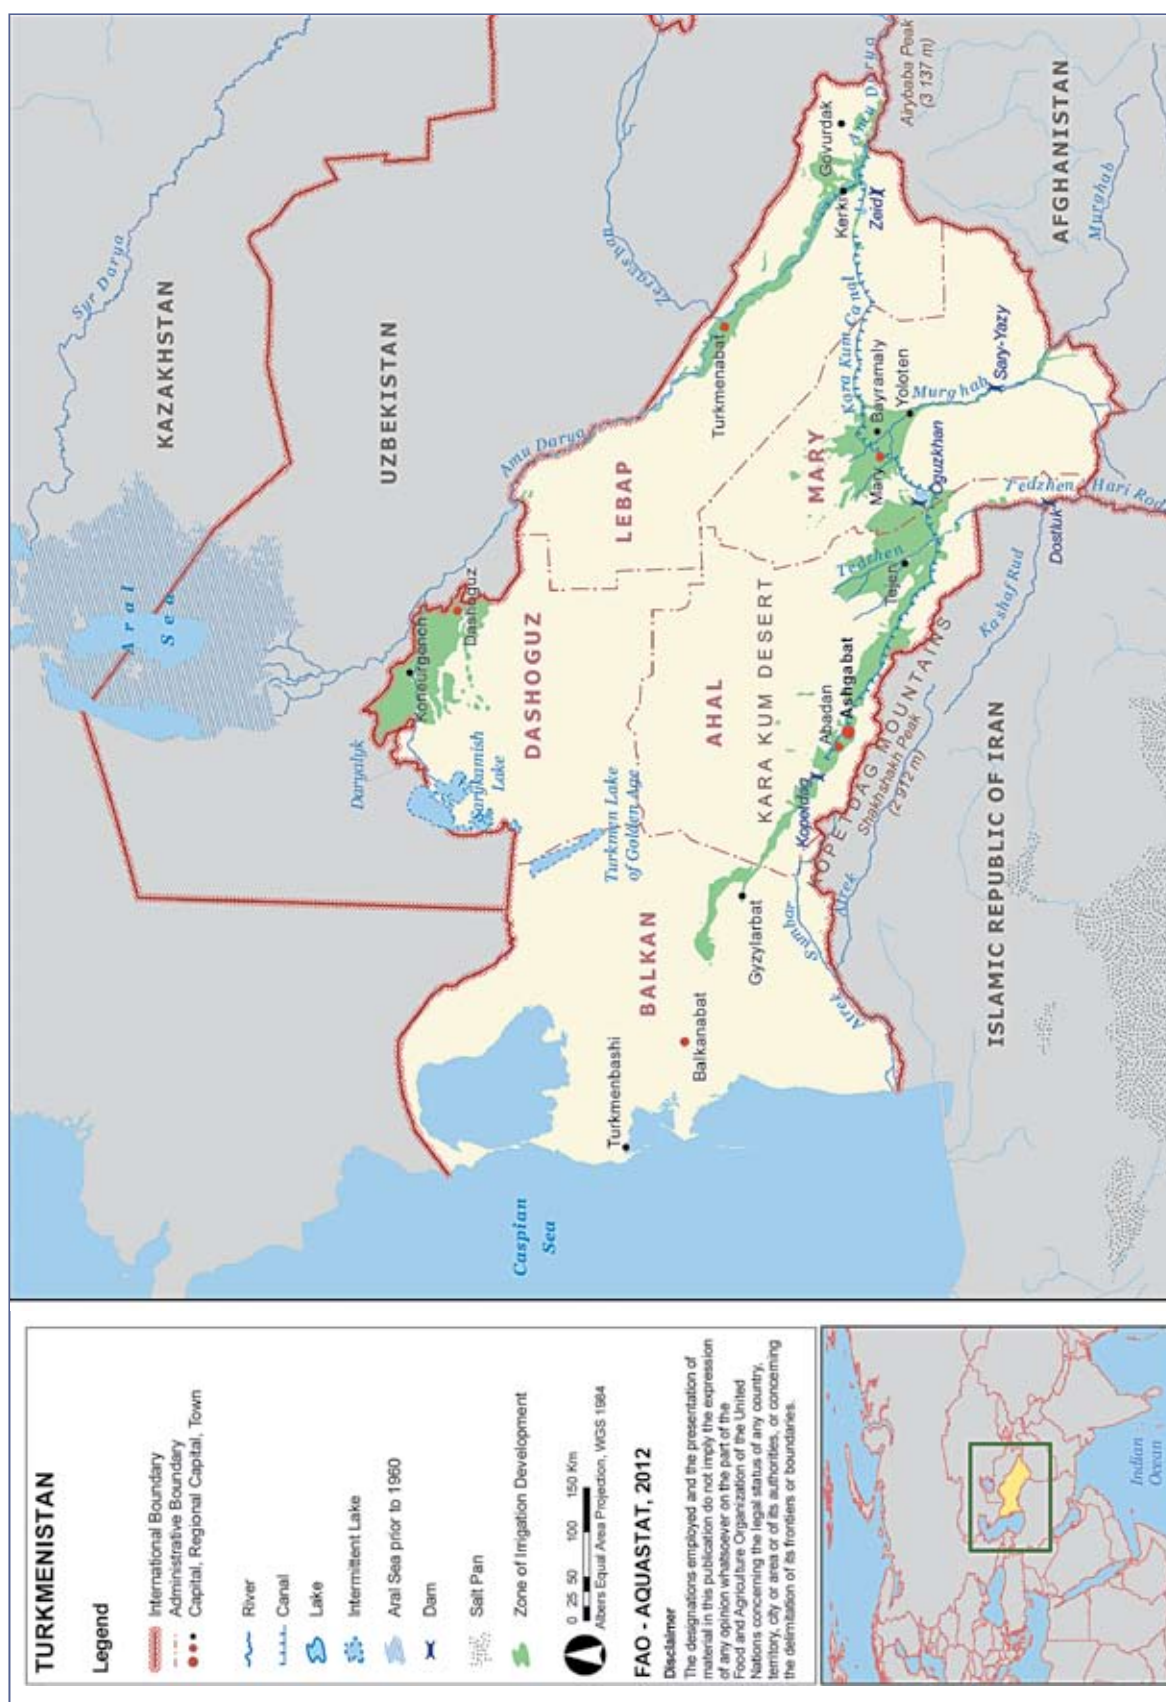 TURKMENISTAN
Legend
International Boundary
Administrative Boundary
Capital, Regional Capital, Town
River
Canal
Lake
Intermittent Lake
Aral Sea prior to 1960
Dam
Salt Pan
Zone of Irrigation Development
0 25 50 100 150 Km
Albers Equal Area Projection, WGS 1984
FAO - AQUASTAT, 2012
Disclaimer
The designations employed and the presentation of
material in this publication do not imply the expression
of any opinion whatsoever on the part of the
Food and Agriculture Organization of the United
Nations concerning the legal status of any country,
territory, city or area or of its authorities, or concerning
the delimitation of its frontiers or boundaries.
Indian
Ocean
KAZAKHSTAN
Syr Darya
Aral
Sea
UZBEKISTAN
Amu Darya
Zeravshan
Daryalyk
Koneurgench
Dashoguz
Sarykamish
Lake
DASHOGUZ
Turkmen Lake
of Golden Age
LEBAP
Turkmenabat
Caspian
Sea
Turkmenbashi
BALKAN
Balkanabat
Gyzylarbat
AHAL
KARA KUM DESERT
MARY
Kara Kum Canal
Mary
Bayramaly
Yoloten
Murghab
Sary-Yazy
Oguzkhan
Tedzhen
Tejen
Tedzhen
Hari Rod
Dostluk
Kerki
Govurdak
Zeid
Amu Darya
Airybaba Peak
(3 137 m)
Kopetdag
Abadan
Ashgabat
KOPETDAG MOUNTAINS
Shakhshakh Peak
(2 912 m)
Sumbar
Atrek
Atrek
Kashaf Rud
ISLAMIC REPUBLIC OF IRAN
AFGHANISTAN
Murghab